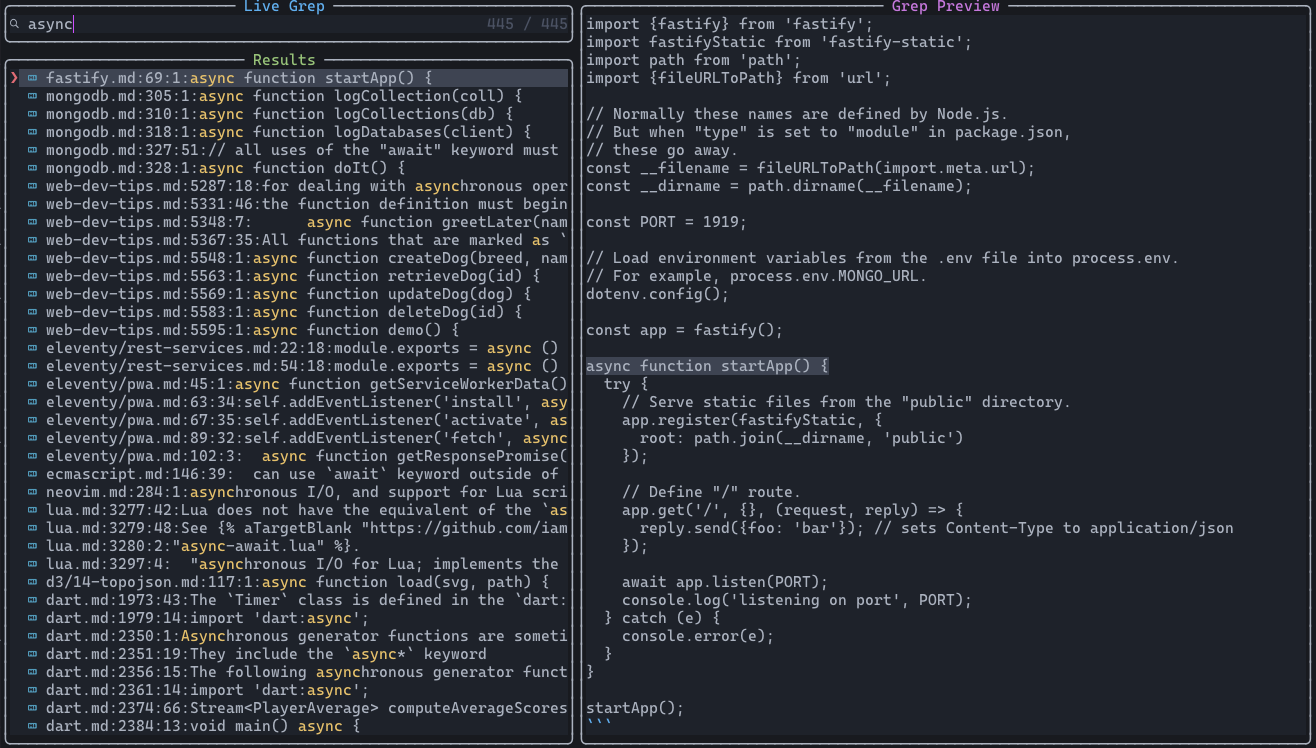 Live Grep
async 445 / 445
Results
❯ fastify.md:69:1:async function startApp() {
mongodb.md:305:1:async function logCollection(coll) {
mongodb.md:310:1:async function logCollections(db) {
mongodb.md:318:1:async function logDatabases(client) {
mongodb.md:327:51:// all uses of the "await" keyword must
mongodb.md:328:1:async function doIt() {
web-dev-tips.md:5287:18:for dealing with asynchronous oper
web-dev-tips.md:5331:46:the function definition must begin
web-dev-tips.md:5348:7:      async function greetLater(nam
web-dev-tips.md:5367:35:All functions that are marked as `
web-dev-tips.md:5548:1:async function createDog(breed, nam
web-dev-tips.md:5563:1:async function retrieveDog(id) {
web-dev-tips.md:5569:1:async function updateDog(dog) {
web-dev-tips.md:5583:1:async function deleteDog(id) {
web-dev-tips.md:5595:1:async function demo() {
eleventy/rest-services.md:22:18:module.exports = async ()
eleventy/rest-services.md:54:18:module.exports = async ()
eleventy/pwa.md:45:1:async function getServiceWorkerData()
eleventy/pwa.md:63:34:self.addEventListener('install', asy
eleventy/pwa.md:67:35:self.addEventListener('activate', as
eleventy/pwa.md:89:32:self.addEventListener('fetch', async
eleventy/pwa.md:102:3:  async function getResponsePromise(
ecmascript.md:146:39:  can use `await` keyword outside of
neovim.md:284:1:asynchronous I/O, and support for Lua scri
lua.md:3277:42:Lua does not have the equivalent of the `as
lua.md:3279:48:See {% aTargetBlank "https://github.com/iam
lua.md:3280:2:"async-await.lua" %}.
lua.md:3297:4:  "asynchronous I/O for Lua; implements the
d3/14-topojson.md:117:1:async function load(svg, path) {
dart.md:1973:43:The `Timer` class is defined in the `dart:
dart.md:1979:14:import 'dart:async';
dart.md:2350:1:Asynchronous generator functions are someti
dart.md:2351:19:They include the `async*` keyword
dart.md:2356:15:The following asynchronous generator funct
dart.md:2361:14:import 'dart:async';
dart.md:2374:66:Stream<PlayerAverage> computeAverageScores
dart.md:2384:13:void main() async {
Grep Preview
import {fastify} from 'fastify';
import fastifyStatic from 'fastify-static';
import path from 'path';
import {fileURLToPath} from 'url';
// Normally these names are defined by Node.js.
// But when "type" is set to "module" in package.json,
// these go away.
const __filename = fileURLToPath(import.meta.url);
const __dirname = path.dirname(__filename);
const PORT = 1919;
// Load environment variables from the .env file into process.env.
// For example, process.env.MONGO_URL.
dotenv.config();
const app = fastify();
async function startApp() {
  try {
    // Serve static files from the "public" directory.
    app.register(fastifyStatic, {
      root: path.join(__dirname, 'public')
    });
    // Define "/" route.
    app.get('/', {}, (request, reply) => {
      reply.send({foo: 'bar'}); // sets Content-Type to application/json
    });
    await app.listen(PORT);
    console.log('listening on port', PORT);
  } catch (e) {
    console.error(e);
  }
}
startApp();
```